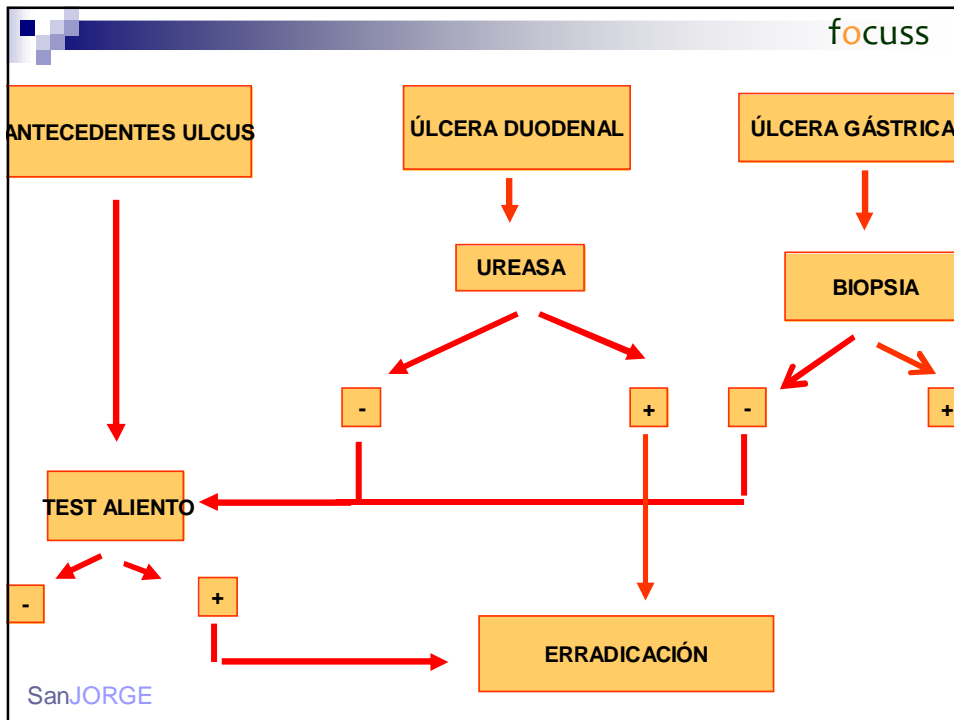 focuss
ANTECEDENTES ULCUS
ÚLCERA DUODENAL
ÚLCERA GÁSTRICA
UREASA
BIOPSIA
-
+
-
+
TEST ALIENTO
-
+
ERRADICACIÓN
SanJORGE